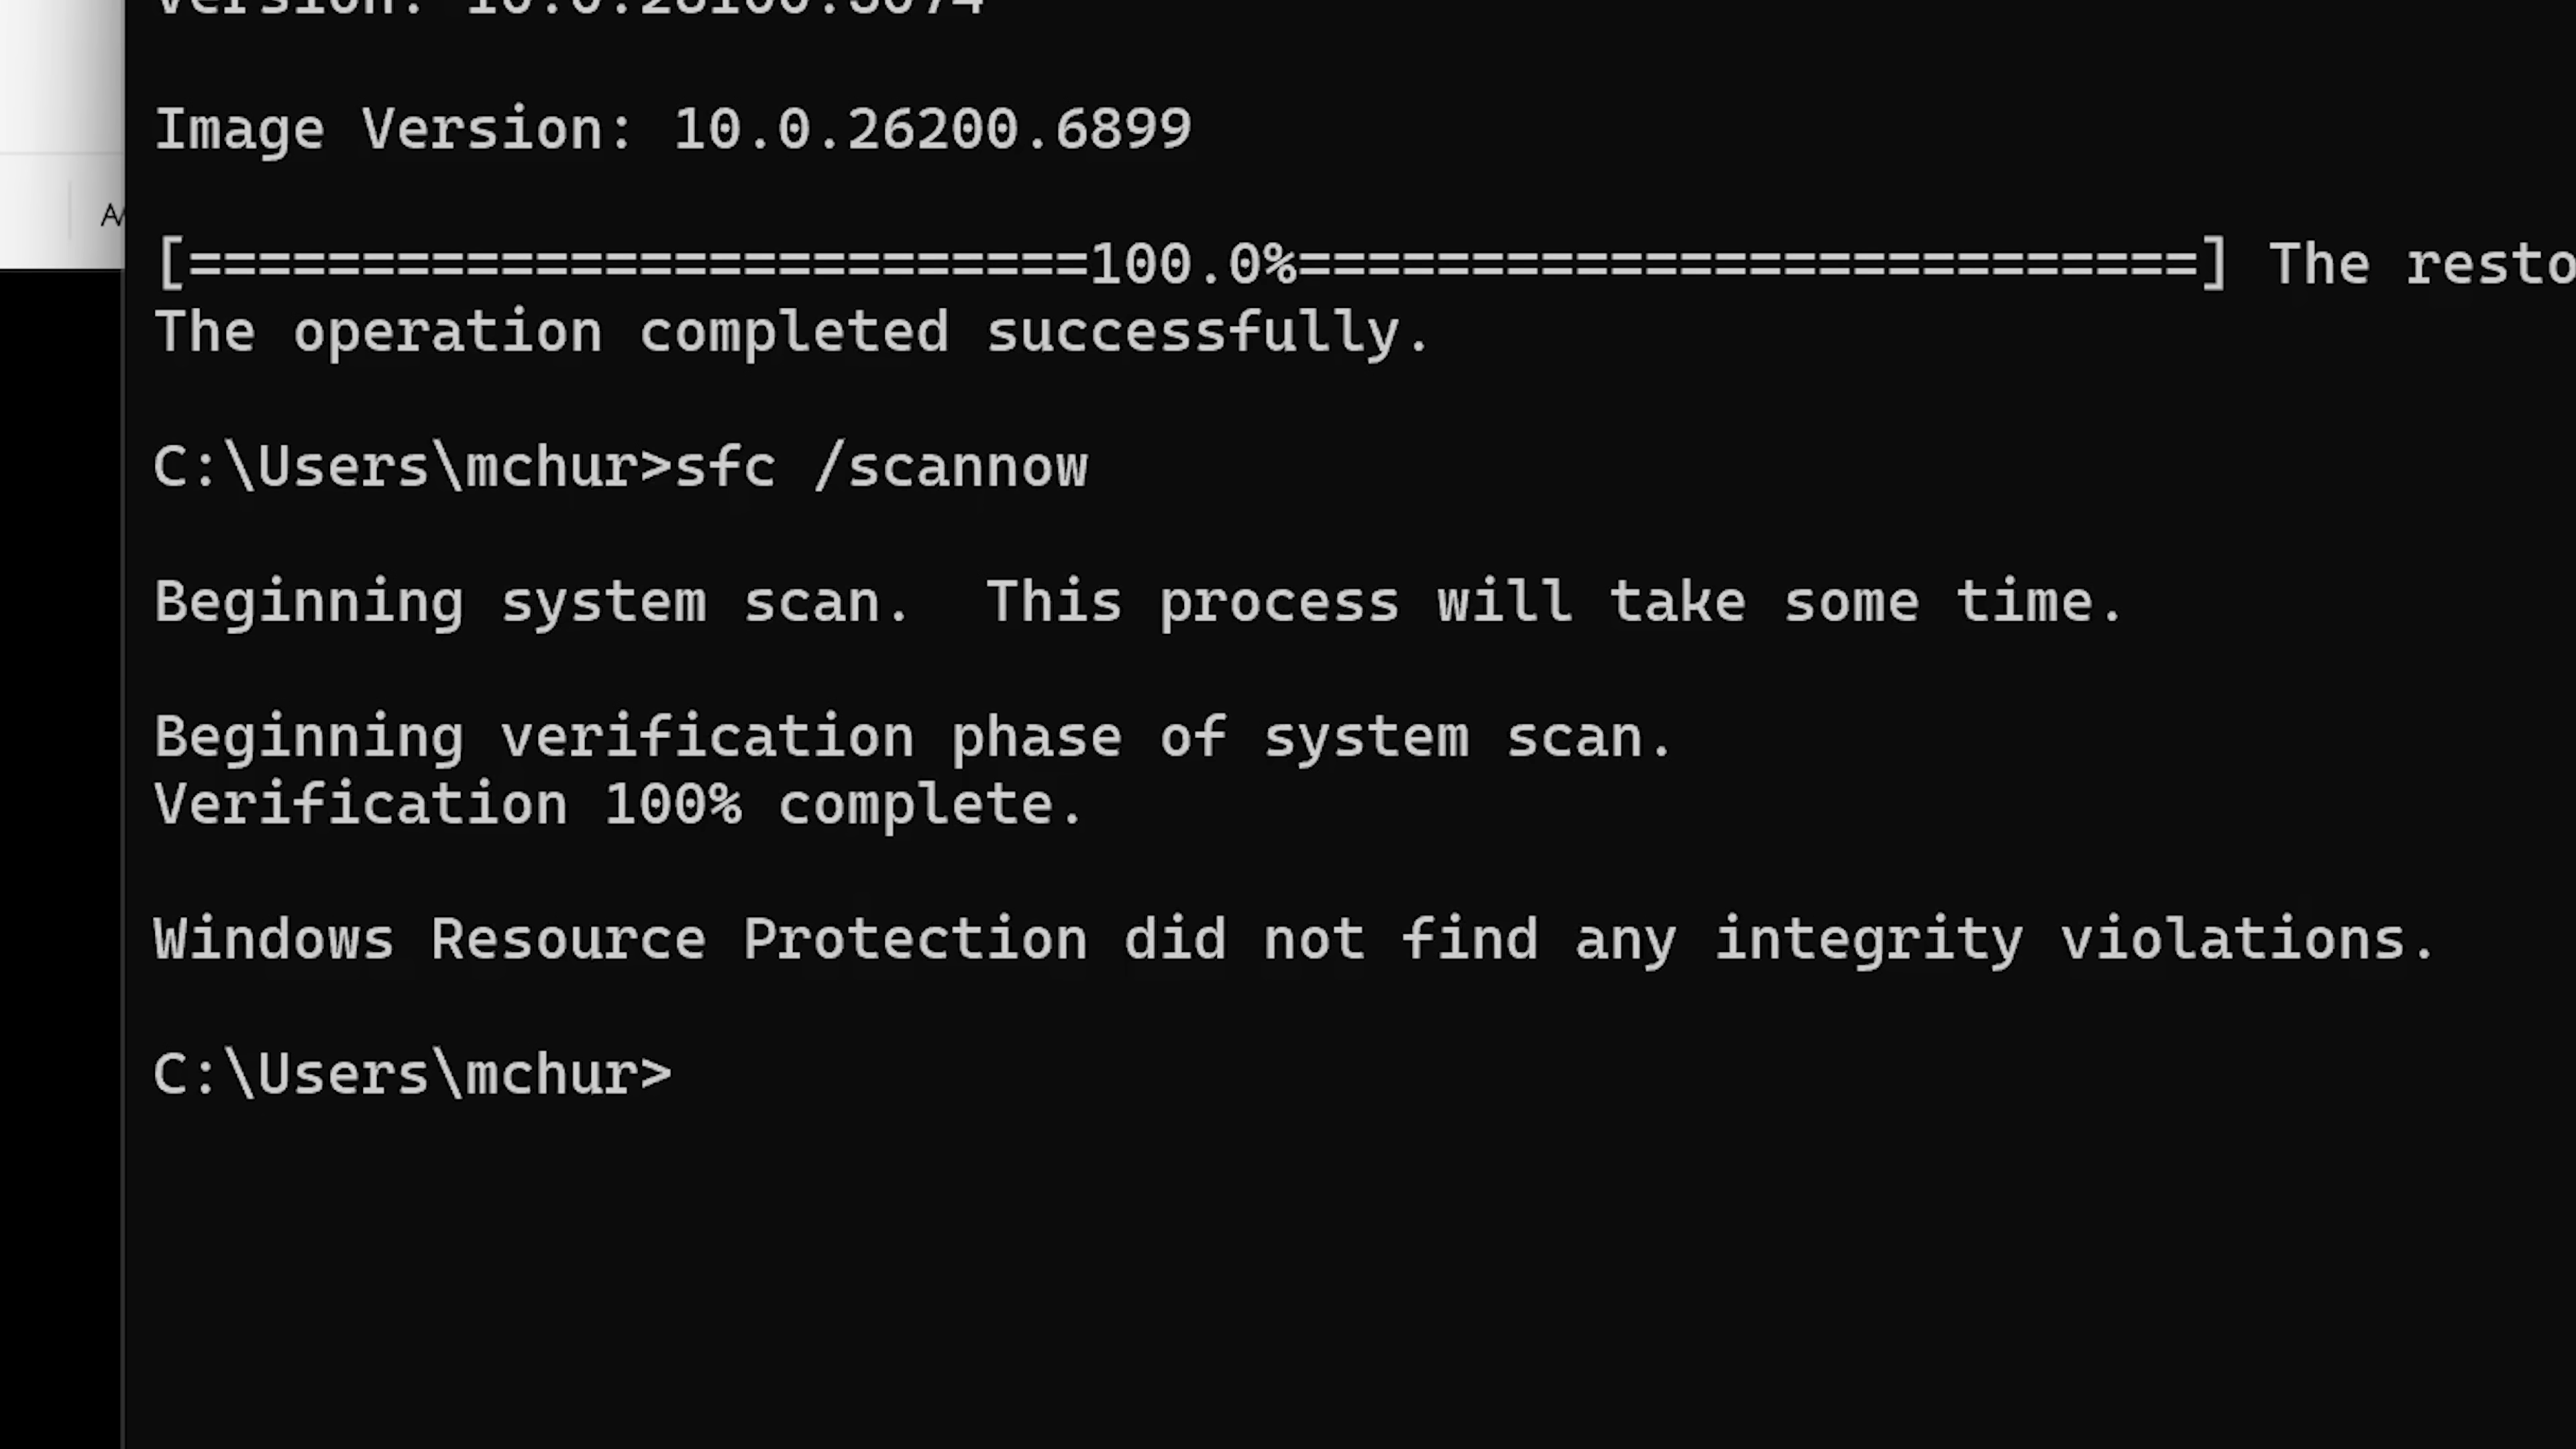 Image Version: 10.0.26200.6899
[==========================100.0%==========================] The
The operation completed successfully.
C:\Users\mchur>sfc /scannow
Beginning system scan.  This process will take some time.
Beginning verification phase of system scan.
Verification 100% complete.
Windows Resource Protection did not find any integrity violations.
C:\Users\mchur>